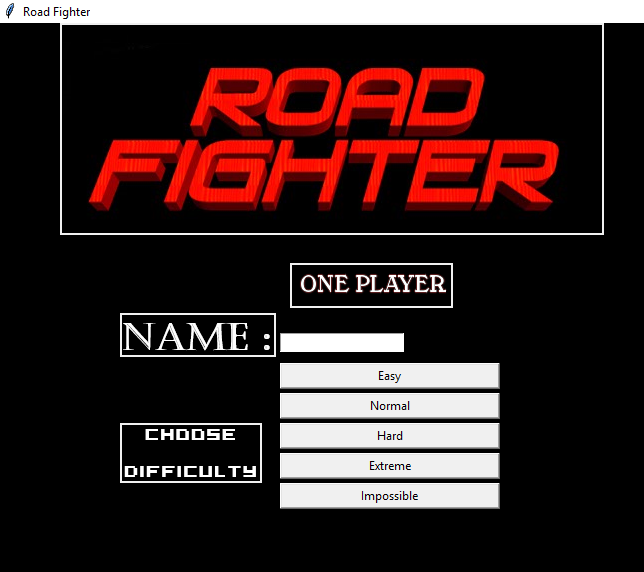 Road Fighter
ROAD
FIGHTER
ONE PLAYER
NAME :
Easy
Normal
Hard
Extreme
Impossible
CHOOSE
DIFFICULTY